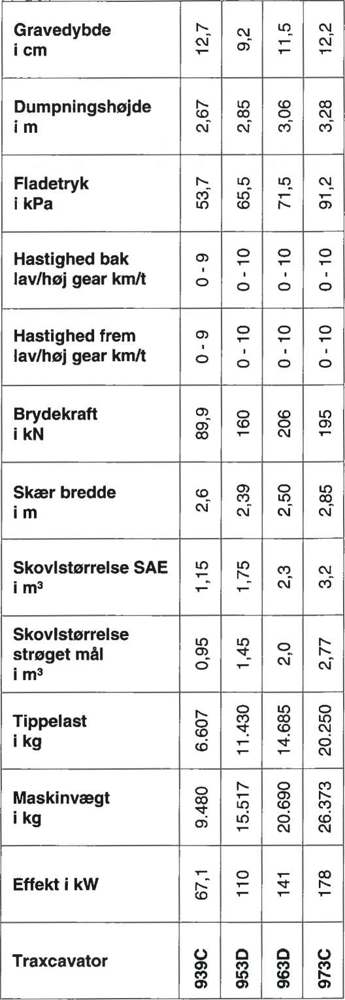 Gravedybde
i cm
12,7
9,2
11,5
12,2
Dumpningshøjde
i m
2,67
2,85
3,06
3,28
Fladetryk
i kPa
53,7
65,5
71,5
91,2
Hastighed bak
lav/høj gear km/t
0 - 9
0 - 10
0 - 10
0 - 10
Hastighed frem
lav/høj gear km/t
0 - 9
0 - 10
0 - 10
0 - 10
Brydekraft
i kN
89,9
160
206
195
Skær bredde
i m
2,6
2,39
2,50
2,85
Skovlstørrelse SAE
i m³
1,15
1,75
2,3
3,2
Skovlstørrelse
strøget mål
i m³
0,95
1,45
2,0
2,77
Tippelast
i kg
6.607
11.430
14.685
20.250
Maskinvægt
i kg
9.480
15.517
20.690
26.373
Effekt i kW
67,1
110
141
178
Traxcavator
939C
953D
963D
973C